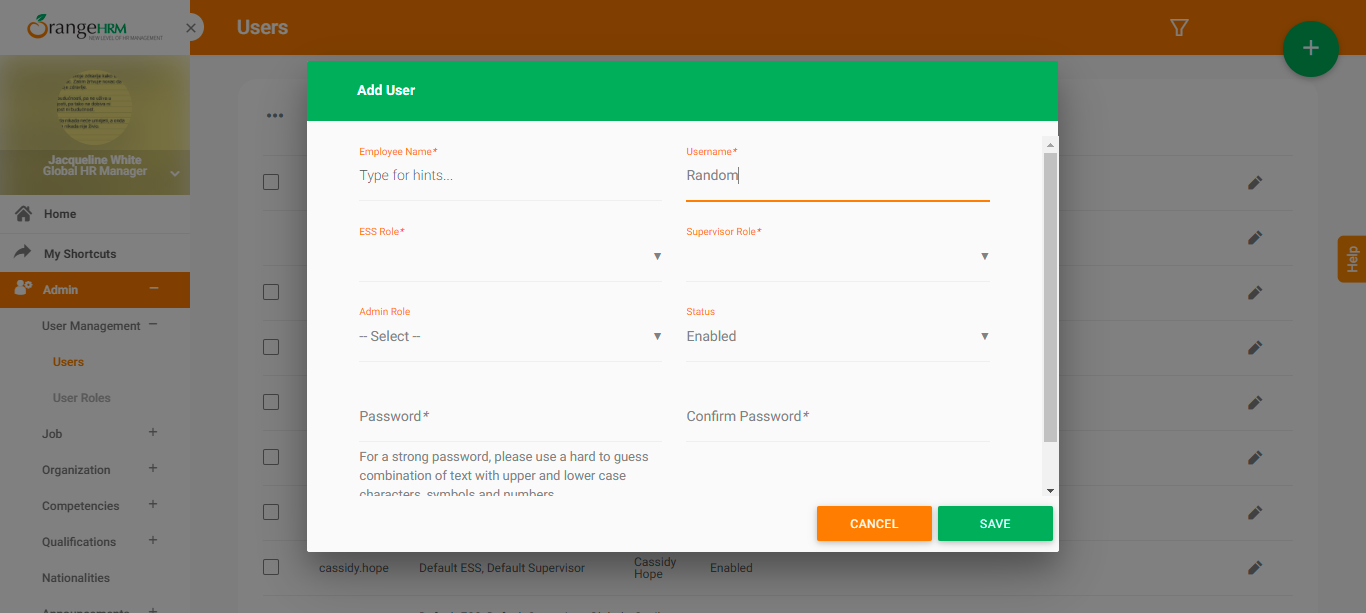 OrangeHRM
NEW LEVEL OF HR MANAGEMENT
Users
Jacqueline White
Global HR Manager
Home
My Shortcuts
Admin
User Management
Users
User Roles
Job
Organization
Competencies
Qualifications
Nationalities
Announcements
Add User
Employee Name*
Username*
Type for hints...
Random
ESS Role*
Supervisor Role*
Admin Role
Status
-- Select --
Enabled
Password*
Confirm Password*
For a strong password, please use a hard to guess
combination of text with upper and lower case
characters, symbols and numbers
CANCEL
SAVE
cassidy.hope
Default ESS, Default Supervisor
Cassidy
Hope
Enabled
Help